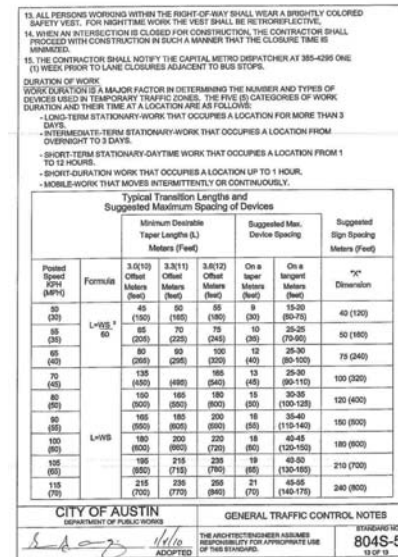 13. ALL PERSONS WORKING WITHIN THE RIGHT-OF-WAY SHALL WEAR A BRIGHTLY COLORED
SAFETY VEST. FOR NIGHTTIME WORK THE VEST SHALL BE RETROREFLECTIVE,
14. WHEN AN INTERSECTION IS CLOSED FOR CONSTRUCTION, THE CONTRACTOR SHALL
PROCEED WITH CONSTRUCTION IN SUCH A MANNER THAT THE CLOSURE TIME IS
MINIMIZED.
15. THE CONTRACTOR SHALL NOTIFY THE CAPITAL METRO DISPATCHER AT 385-4295 ONE
(1) WEEK PRIOR TO LANE CLOSURES ADJACENT TO BUS STOPS.
DURATION OF WORK
WORK DURATION IS A MAJOR FACTOR IN DETERMINING THE NUMBER AND TYPES OF
DEVICES USED IN TEMPORARY TRAFFIC ZONES. THE FIVE (5) CATEGORIES OF WORK
DURATION AND THEIR TIME AT A LOCATION ARE AS FOLLOWS:
- LONG-TERM STATIONARY-WORK THAT OCCUPIES A LOCATION FOR MORE THAN 3
DAYS.
- INTERMEDIATE-TERM STATIONARY-WORK THAT OCCUPIES A LOCATION FROM
OVERNIGHT TO 3 DAYS.
- SHORT-TERM STATIONARY-DAYTIME WORK THAT OCCUPIES A LOCATION FROM 1
TO 12 HOURS.
- SHORT-DURATION WORK THAT OCCUPIES A LOCATION UP TO 1 HOUR.
- MOBILE-WORK THAT MOVES INTERMITTENTLY OR CONTINUOUSLY.
Typical Transition Lengths and
Suggested Maximum Spacing of Devices
Minimum Desirable Taper Lengths (L) Meters (Feet) Suggested Max. Device Spacing Suggested Sign Spacing Meters (Feet)
Posted Speed KPH (MPH) Formula 3.0(10) Offset Meters (feet) 3.3(11) Offset Meters (feet) 3.6(12) Offset Meters (feet) On a taper Meters (feet) On a tangent Meters (feet) "X" Dimension
50 (30) 45 (150) 50 (165) 55 (180) 9 (30) 15-20 (60-75) 40 (120)
55 (35) L=WS² 60 65 (205) 70 (225) 75 (245) 10 (35) 25-25 (70-90) 50 (160)
65 (40) 80 (265) 90 (295) 100 (320) 12 (40) 25-30 (80-100) 75 (240)
70 (45) 135 (450) (495) 165 (540) 13 (45) 25-30 (90-110) 100 (320)
80 (50) 150 (500) 165 (550) 180 (600) 15 (50) 30-35 (100-125) 120 (400)
90 (55) 165 (550) 185 (605) 200 (660) 16 (55) 35-40 (110-140) 150 (500)
100 (60) L=WS 180 (600) 200 (660) 220 (720) 18 (60) 40-45 (120-150) 180 (600)
105 (65) 195 (650) 215 (715) 235 (780) 19 (65) 40-50 (130-165) 210 (700)
115 (70) 215 (700) 235 (770) 255 (840) 21 (70) 45-55 (140-175) 240 (800)
CITY OF AUSTIN
DEPARTMENT OF PUBLIC WORKS
GENERAL TRAFFIC CONTROL NOTES
1/4/10
ADOPTED
THE ARCHITECT/ENGINEER ASSUMES
RESPONSIBILITY FOR APPROPRIATE USE
OF THIS STANDARD.
STANDARD NO.
804S-5
13 OF 13